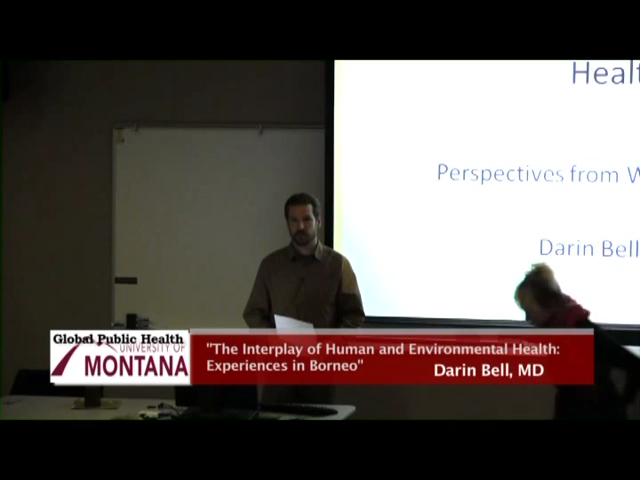 Healt
Perspectives from W
Darin Bell
Global Public Health
UNIVERSITY OF
MONTANA
"The Interplay of Human and Environmental Health:
Experiences in Borneo"
Darin Bell, MD